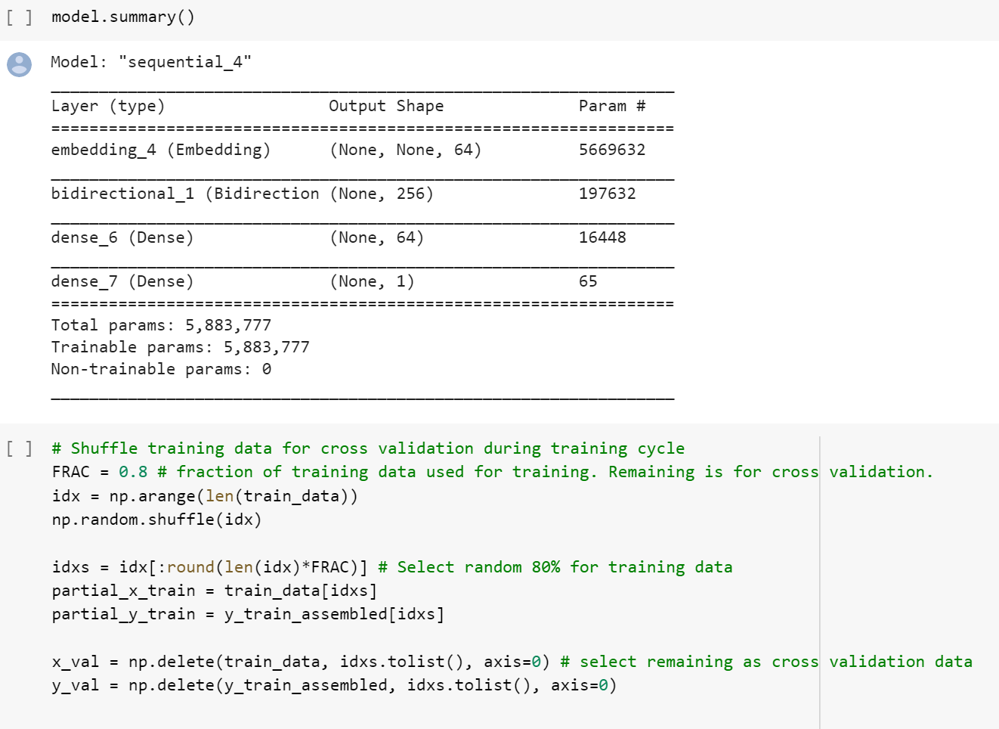 [ ] model.summary()
Model: "sequential_4"
Layer (type) Output Shape Param #
=================================================================
embedding_4 (Embedding) (None, None, 64) 5669632
bidirectional_1 (Bidirection (None, 256) 197632
dense_6 (Dense) (None, 64) 16448
dense_7 (Dense) (None, 1) 65
=================================================================
Total params: 5,883,777
Trainable params: 5,883,777
Non-trainable params: 0
[ ] # Shuffle training data for cross validation during training cycle
FRAC = 0.8 # fraction of training data used for training. Remaining is for cross validation.
idx = np.arange(len(train_data))
np.random.shuffle(idx)
idxs = idx[:round(len(idx)*FRAC)] # Select random 80% for training data
partial_x_train = train_data[idxs]
partial_y_train = y_train_assembled[idxs]
x_val = np.delete(train_data, idxs.tolist(), axis=0) # select remaining as cross validation data
y_val = np.delete(y_train_assembled, idxs.tolist(), axis=0)